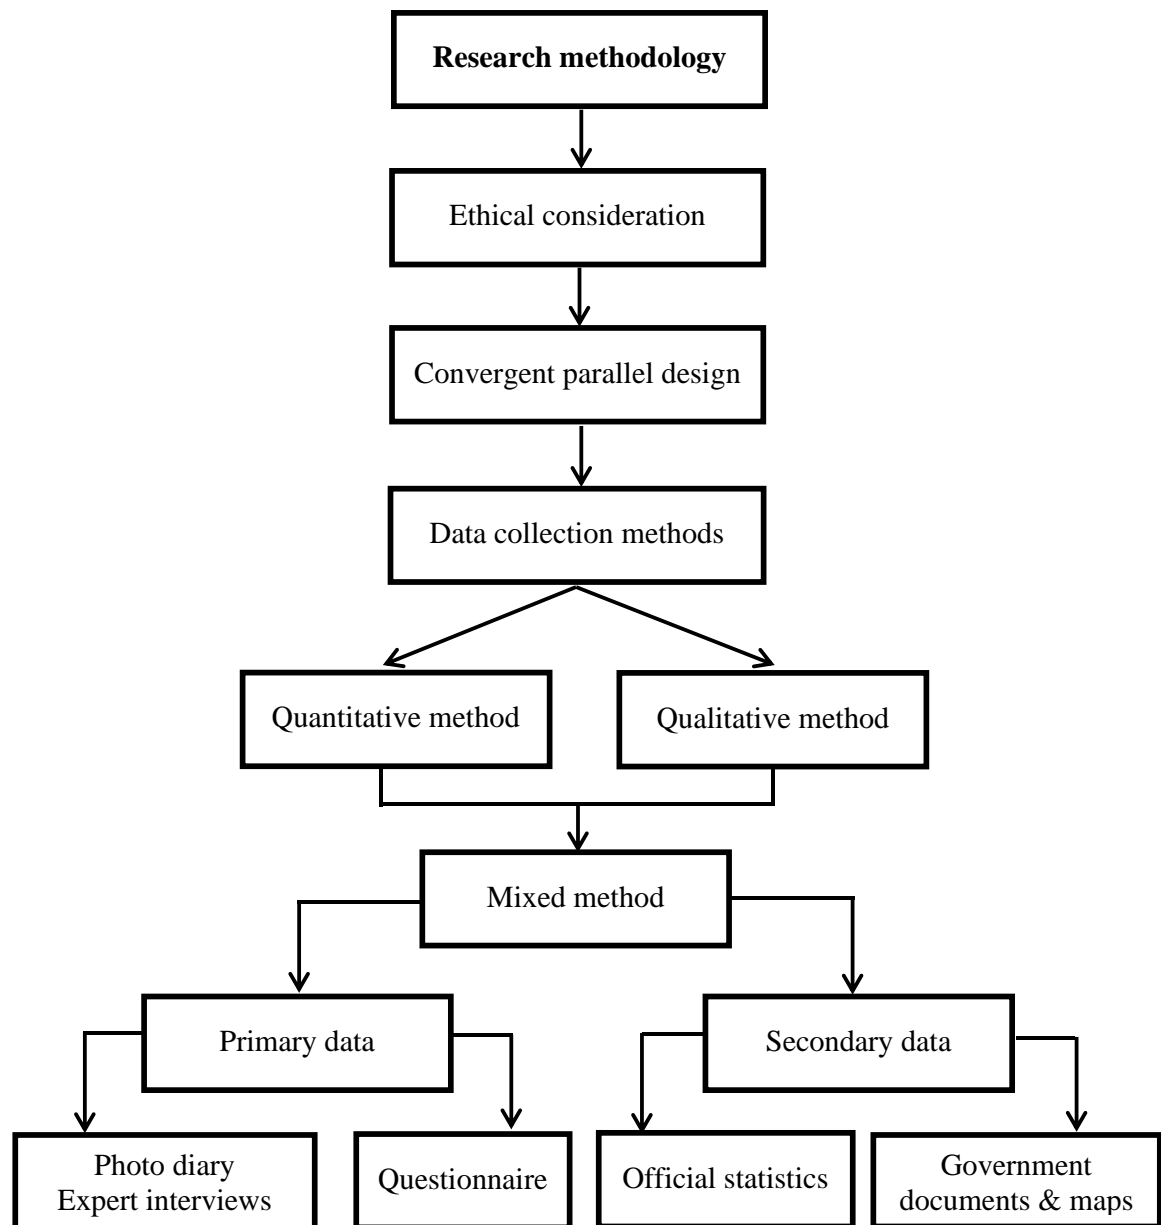 Research methodology
Ethical consideration
Convergent parallel design
Data collection methods
Quantitative method
Qualitative method
Mixed method
Primary data
Secondary data
Photo diary
Expert interviews
Questionnaire
Official statistics
Government
documents & maps